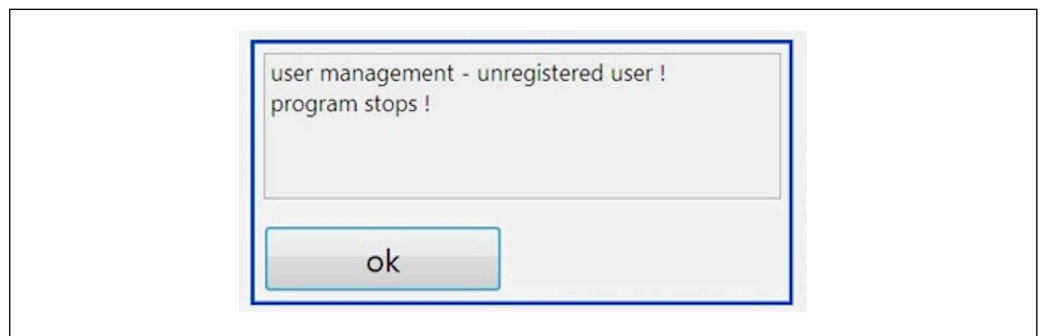 user management - unregistered user !
program stops !
ok